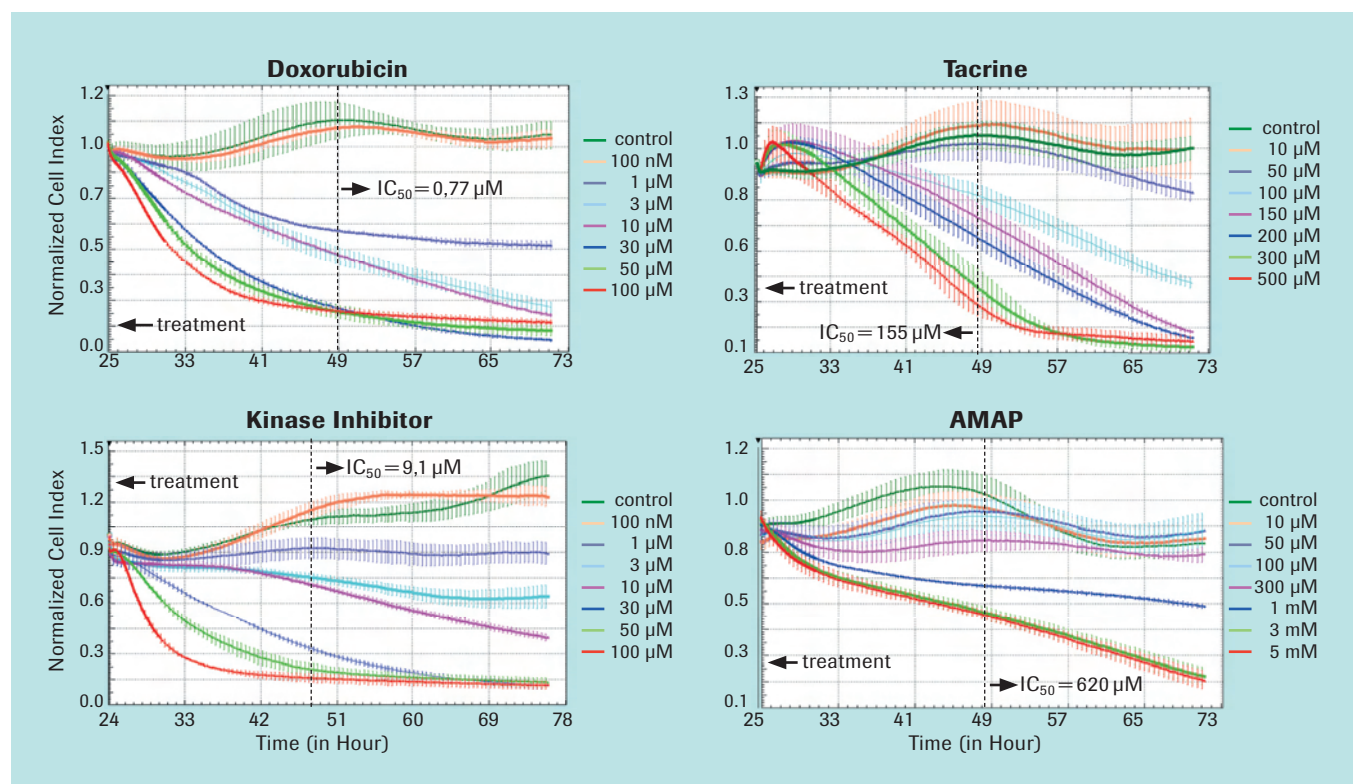 Doxorubicin
Normalized Cell Index
1.2
1.0
0.7
0.5
0.3
0.0
IC₅₀=0,77 µM
treatment
25 33 41 49 57 65 73
control
100 nM
1 µM
3 µM
10 µM
30 µM
50 µM
100 µM
Tacrine
1.3
1.0
0.8
0.6
0.3
0.1
treatment
IC₅₀=155 µM
25 33 41 49 57 65 73
control
10 µM
50 µM
100 µM
150 µM
200 µM
300 µM
500 µM
Kinase Inhibitor
Normalized Cell Index
1.5
1.2
0.9
0.6
0.3
0.0
IC₅₀=9,1 µM
treatment
24 33 42 51 60 69 78
Time (in Hour)
control
100 nM
1 µM
3 µM
10 µM
30 µM
50 µM
100 µM
AMAP
1.2
1.0
0.8
0.5
0.3
0.1
treatment
IC₅₀=620 µM
25 33 41 49 57 65 73
Time (in Hour)
control
10 µM
50 µM
100 µM
300 µM
1 mM
3 mM
5 mM